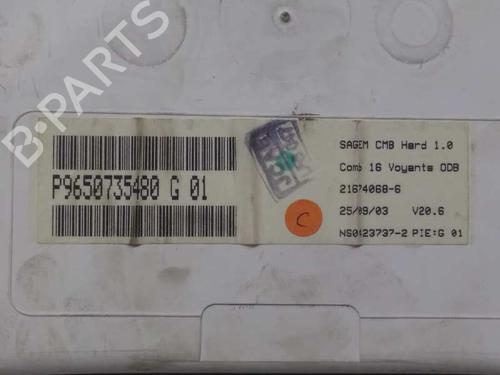 B-PARTS
P9650735480 G 01
SAGEM CMB Hard 1.0
Comb 16 Voyants ODB
21674068-6
25/09/03 V20.6
NS0423737-2 PIE:G 01
C